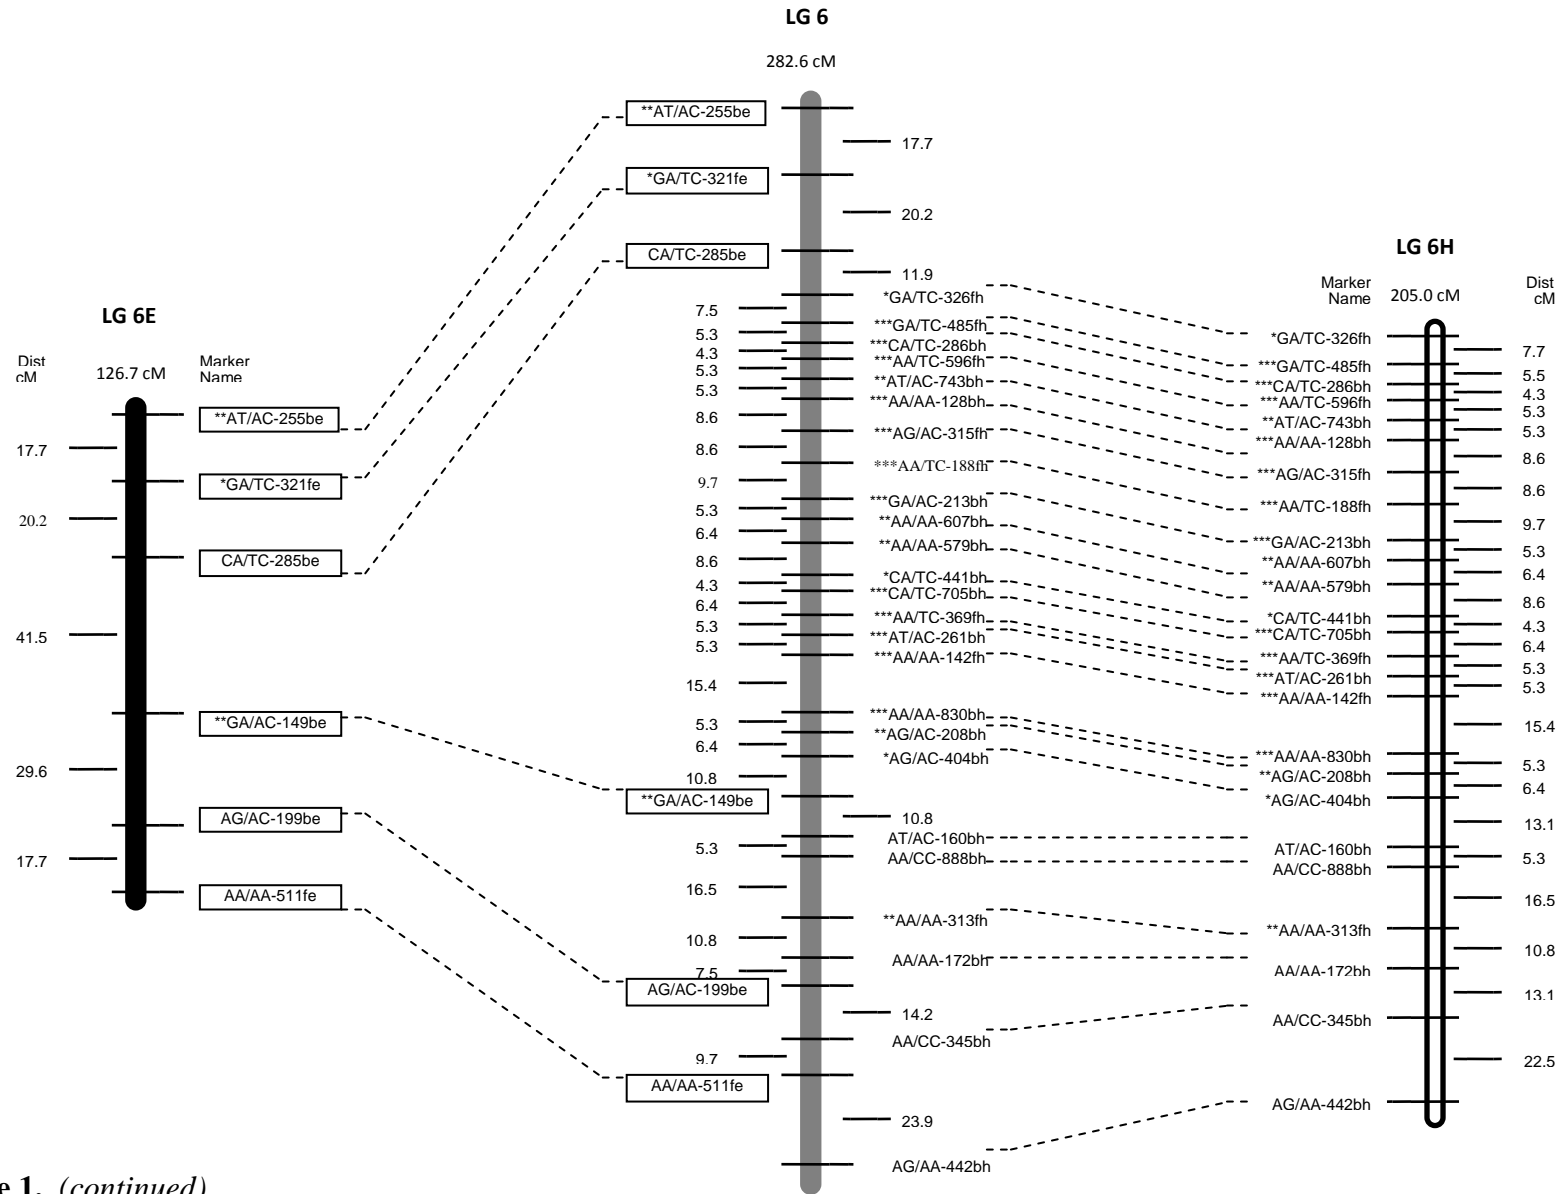 LG 6
282.6 cM
**AT/AC-255be
17.7
*GA/TC-321fe
20.2
CA/TC-285be
11.9
*GA/TC-326fh
7.5
***GA/TC-485fh
5.3
***CA/TC-286bh
4.3
***AA/TC-596fh
5.3
**AT/AC-743bh
5.3
***AA/AA-128bh
8.6
***AG/AC-315fh
8.6
***AA/TC-188fh
9.7
***GA/AC-213bh
5.3
**AA/AA-607bh
6.4
**AA/AA-579bh
8.6
*CA/TC-441bh
4.3
***CA/TC-705bh
6.4
***AA/TC-369fh
5.3
***AT/AC-261bh
5.3
***AA/AA-142fh
15.4
***AA/AA-830bh
5.3
**AG/AC-208bh
6.4
*AG/AC-404bh
10.8
**GA/AC-149be
10.8
AT/AC-160bh
5.3
AA/CC-888bh
16.5
**AA/AA-313fh
10.8
AA/AA-172bh
7.5
AG/AC-199be
14.2
AA/CC-345bh
9.7
AA/AA-511fe
23.9
AG/AA-442bh
LG 6E
Dist
cM
126.7 cM
Marker
Name
**AT/AC-255be
17.7
*GA/TC-321fe
20.2
CA/TC-285be
41.5
**GA/AC-149be
29.6
AG/AC-199be
17.7
AA/AA-511fe
LG 6H
Marker
Name
205.0 cM
Dist
cM
*GA/TC-326fh
7.7
***GA/TC-485fh
5.5
***CA/TC-286bh
4.3
***AA/TC-596fh
5.3
**AT/AC-743bh
5.3
***AA/AA-128bh
8.6
***AG/AC-315fh
8.6
***AA/TC-188fh
9.7
***GA/AC-213bh
5.3
**AA/AA-607bh
6.4
**AA/AA-579bh
8.6
*CA/TC-441bh
4.3
***CA/TC-705bh
6.4
***AA/TC-369fh
5.3
***AT/AC-261bh
5.3
***AA/AA-142fh
15.4
***AA/AA-830bh
5.3
**AG/AC-208bh
6.4
*AG/AC-404bh
13.1
AT/AC-160bh
5.3
AA/CC-888bh
16.5
**AA/AA-313fh
10.8
AA/AA-172bh
13.1
AA/CC-345bh
22.5
AG/AA-442bh
e 1. (continued)